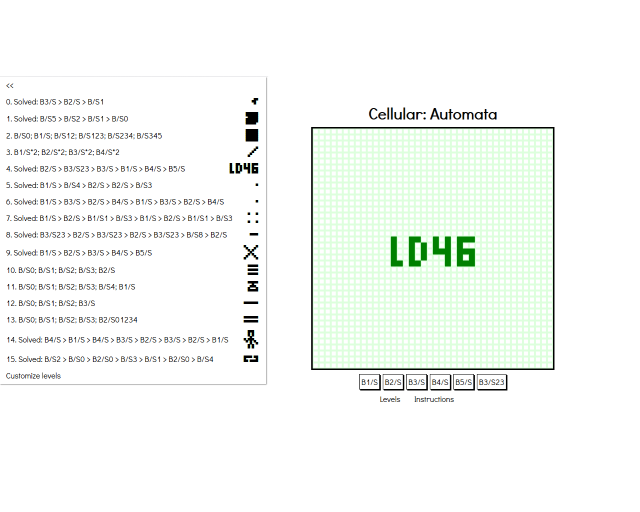 <<
0. Solved: B3/S > B2/S > B/S1
1. Solved: B/S5 > B/S2 > B/S1 > B/S0
2. B/S0; B1/S; B/S12; B/S123; B/S234; B/S345
3. B1/S*2; B2/S*2; B3/S*2; B4/S*2
4. Solved: B2/S > B3/S23 > B3/S > B1/S > B4/S > B5/S
LD46
5. Solved: B1/S > B/S4 > B2/S > B2/S > B/S3
6. Solved: B1/S > B3/S > B2/S > B4/S > B1/S > B3/S > B2/S > B4/S
7. Solved: B1/S > B2/S > B1/S1 > B/S3 > B1/S > B2/S > B1/S1 > B/S3
8. Solved: B3/S23 > B2/S > B3/S23 > B2/S > B3/S23 > B/S8 > B2/S
9. Solved: B1/S > B2/S > B3/S > B4/S > B5/S
10. B/S0; B/S1; B/S2; B/S3; B2/S
11. B/S0; B/S1; B/S2; B/S3; B/S4; B1/S
12. B/S0; B/S1; B/S2; B3/S
13. B/S0; B/S1; B/S2; B/S3; B2/S01234
14. Solved: B4/S > B1/S > B4/S > B3/S > B2/S > B3/S > B2/S > B1/S
15. Solved: B/S2 > B/S0 > B2/S0 > B/S3 > B/S1 > B2/S0 > B/S4
Customize levels
Cellular: Automata
LD46
B1/S B2/S B3/S B4/S B5/S B3/S23
Levels Instructions